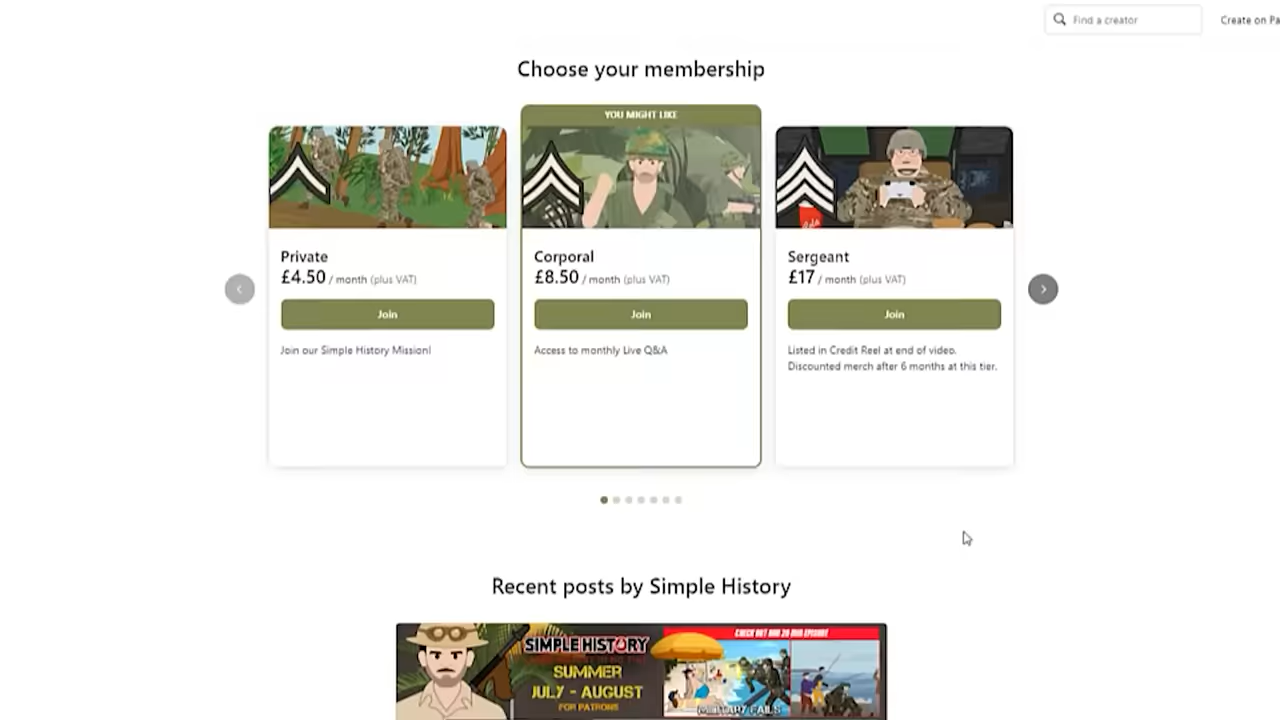 Find a creator
Create on Pa
Choose your membership
YOU MIGHT LIKE
Private
£4.50 / month (plus VAT)
Join
Join our Simple History Mission!
Corporal
£8.50 / month (plus VAT)
Join
Access to monthly Live Q&A
Sergeant
£17 / month (plus VAT)
Join
Listed in Credit Reel at end of video.
Discounted merch after 6 months at this tier.
Recent posts by Simple History
SIMPLE HISTORY
SUMMER
JULY - AUGUST
FOR PATRONS
CHECK OUT OUR 20 MIN EPISODE
MILITARY FAILS